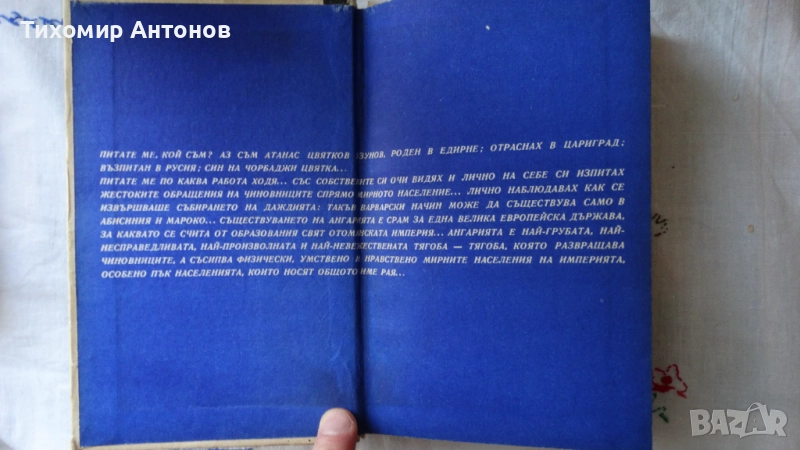 Тихомир Антонов
ПИТАТЕ МЕ, КОЙ СЪМ? АЗ СЪМ АТАНАС ЦВЯТКОВ УЗУНОВ. РОДЕН В ЕДИРНЕ; ОТРАСНАХ В ЦАРИГРАД;
ВЪЗПИТАН В РУСИЯ; СИН НА ЧОРБАДЖИ ЦВЯТКА...
ПИТАТЕ МЕ ПО КАКВА РАБОТА ХОДЯ... СЪС СОБСТВЕНИТЕ СИ ОЧИ ВИДЯХ И ЛИЧНО НА СЕБЕ СИ ИЗПИТАХ
ЖЕСТОКИТЕ ОБРАЩЕНИЯ НА ЧИНОВНИЦИТЕ СПРЯМО МИРНОТО НАСЕЛЕНИЕ... ЛИЧНО НАБЛЮДАВАХ КАК СЕ
ИЗВЪРШВАШЕ СЪБИРАНЕТО НА ДАЖДИЯТА: ТАКЪВ ВАРВАРСКИ НАЧИН МОЖЕ ДА СЪЩЕСТВУВА САМО В
АБИСИНИЯ И МАРОКО... СЪЩЕСТВУВАНЕТО НА АНГАРИЯТА Е СРАМ ЗА ЕДНА ВЕЛИКА ЕВРОПЕЙСКА ДЪРЖАВА,
ЗА КАКВАТО СЕ СЧИТА ОТ ОБРАЗОВАНИЯ СВЯТ ОТОМАНСКАТА ИМПЕРИЯ... АНГАРИЯТА Е НАЙ-ГРУБАТА, НАЙ-
НЕСПРАВЕДЛИВАТА, НАЙ-ПРОИЗВОЛНАТА И НАЙ-НЕВЕЖЕСТВЕНАТА ТЯГОБА — ТЯГОБА, КОЯТО РАЗВРАЩАВА
ЧИНОВНИЦИТЕ, А СЪСИПВА ФИЗИЧЕСКИ, УМСТВЕНО И НРАВСТВЕНО МИРНИТЕ НАСЕЛЕНИЯ НА ИМПЕРИЯТА,
ОСОБЕНО ПЪК НАСЕЛЕНИЯТА, КОИТО НОСЯТ ОБЩОТО ИМЕ РАЯ...
BAZAR